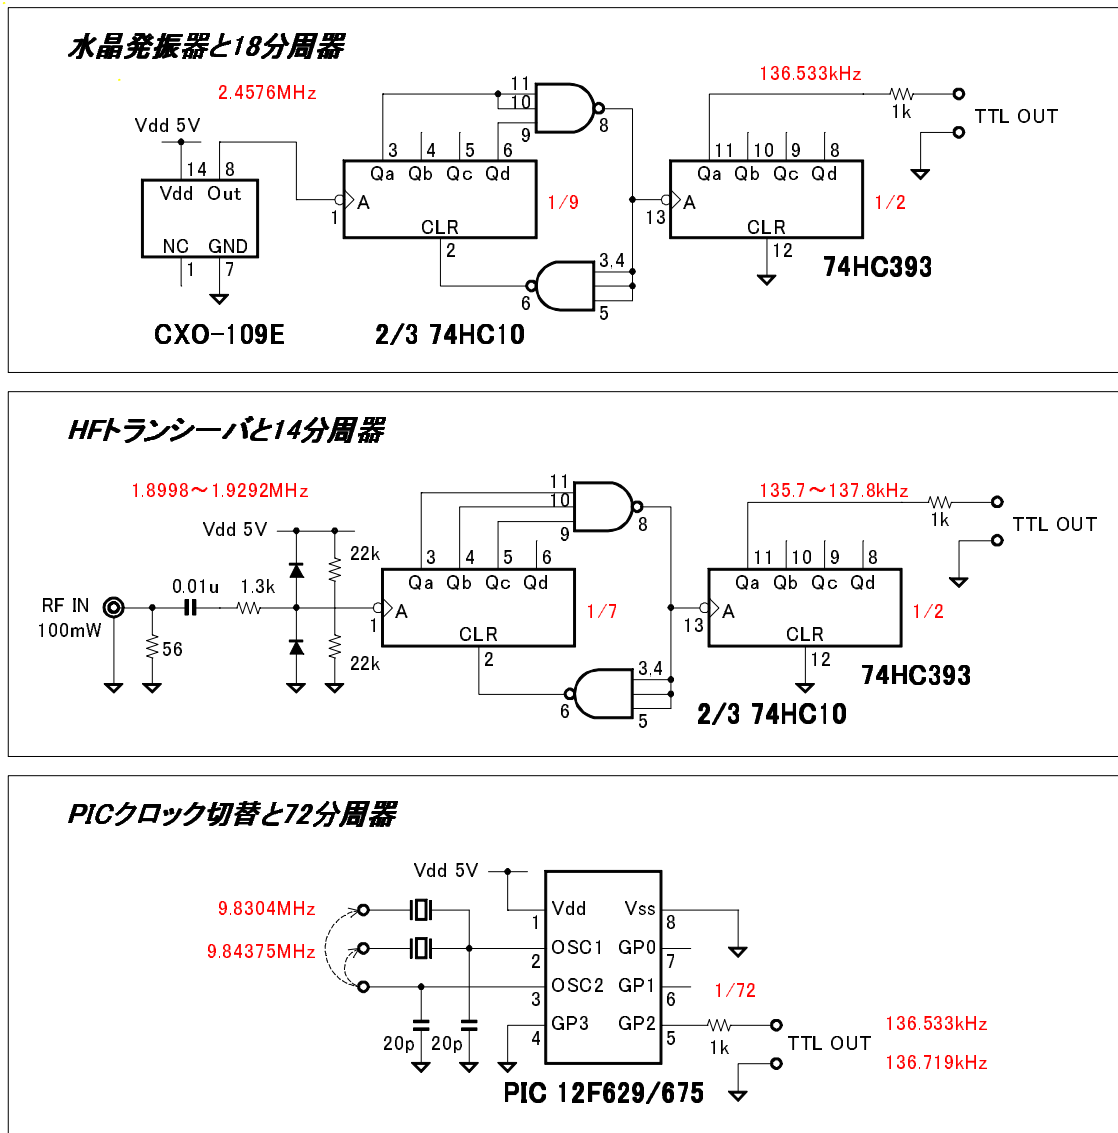 水晶発振器と18分周器
2.4576MHz
136.533kHz
Vdd 5V
11
10
9
8
1k
TTL OUT
14
8
Vdd
Out
NC
GND
1
7
3
4
5
6
Qa
Qb
Qc
Qd
1
A
CLR
2
1/9
3,4
5
6
11
10
9
8
Qa
Qb
Qc
Qd
13
A
CLR
12
1/2
74HC393
CXO-109E
2/3 74HC10
HFトランシーバと14分周器
1.8998～1.9292MHz
135.7～137.8kHz
Vdd 5V
11
10
9
8
1k
TTL OUT
22k
0.01u
1.3k
RF IN
100mW
56
22k
3
4
5
6
Qa
Qb
Qc
Qd
1
A
CLR
2
1/7
3,4
5
6
11
10
9
8
Qa
Qb
Qc
Qd
13
A
CLR
12
1/2
74HC393
2/3 74HC10
PICクロック切替と72分周器
Vdd 5V
9.8304MHz
9.84375MHz
1
Vdd
Vss
8
2
OSC1
GP0
7
3
OSC2
GP1
6
4
GP3
GP2
5
1/72
20p
20p
1k
TTL OUT
136.533kHz
136.719kHz
PIC 12F629/675